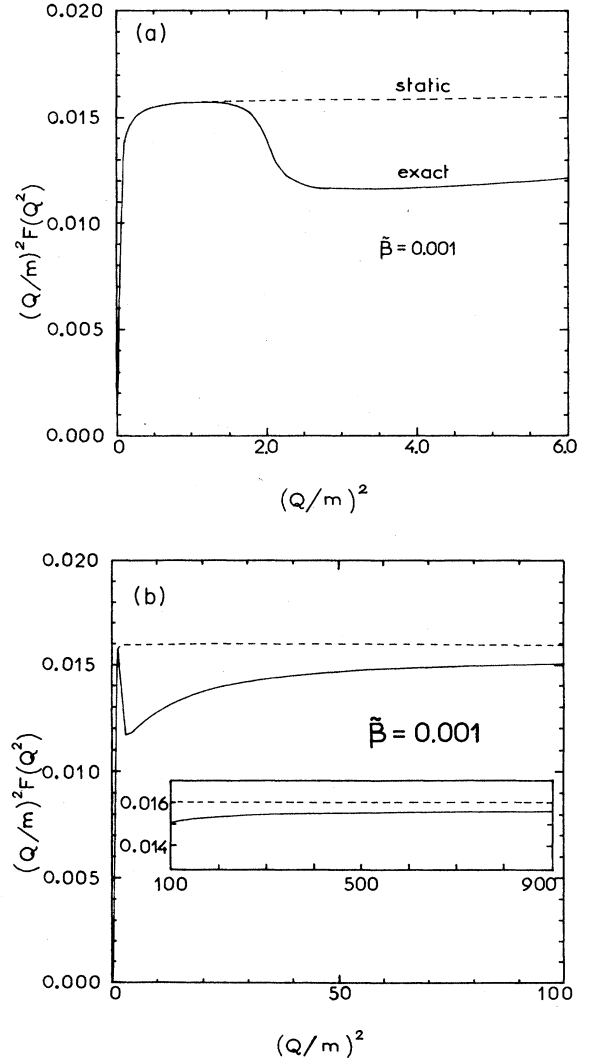 (a)
0.020
static
0.015
exact
0.010
β̃ = 0.001
(Q/m)²F(Q²)
0.005
0.000
0 2.0 4.0 6.0
(Q/m)²
(b)
0.020
0.015
β̃ = 0.001
0.010
(Q/m)²F(Q²)
0.016
0.014
100 500 900
0.005
0.000
0 50 100
(Q/m)²